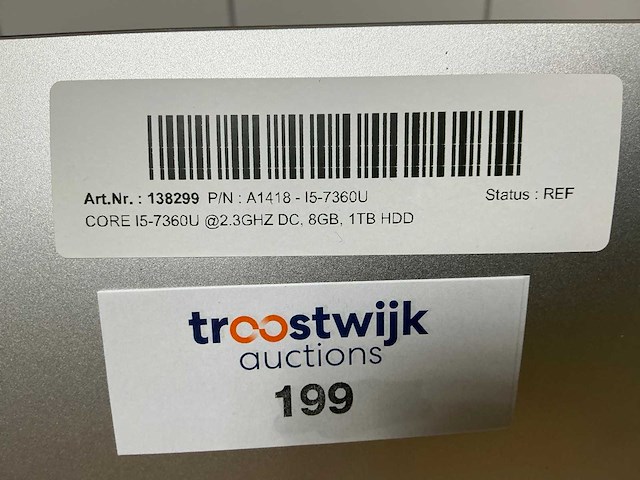 Art.Nr. : 138299 P/N : A1418 - I5-7360U Status : REF
CORE I5-7360U @2.3GHZ DC, 8GB, 1TB HDD
troostwijk
auctions
199